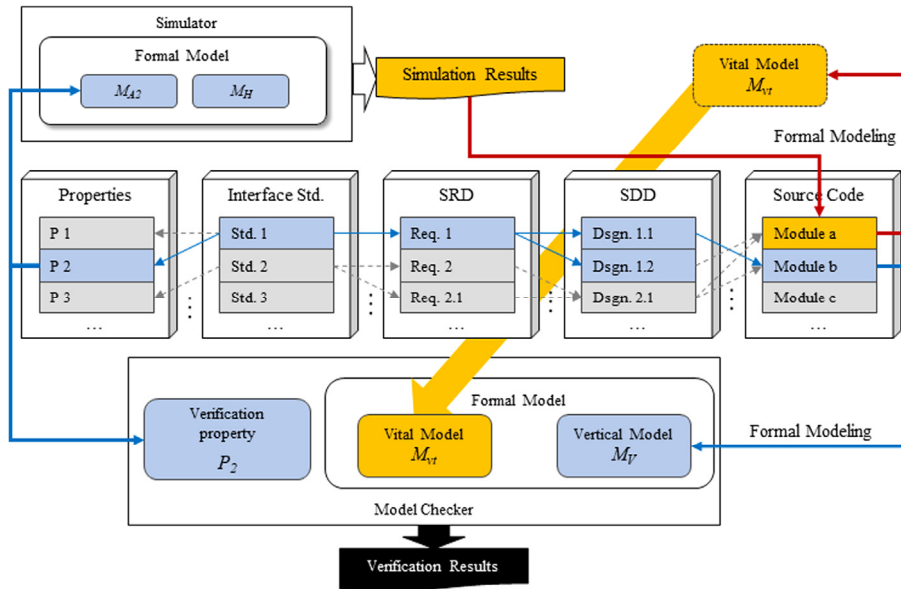 Simulator
Formal Model
M_A2
M_H
Simulation Results
Vital Model
M_vt
Formal Modeling
Properties
P 1
P 2
P 3
...
Interface Std.
Std. 1
Std. 2
Std. 3
...
SRD
Req. 1
Req. 2
Req. 2.1
...
SDD
Dsgn. 1.1
Dsgn. 1.2
Dsgn. 2.1
...
Source Code
Module a
Module b
Module c
...
Verification
property
P_2
Formal Model
Vital Model
M_vt
Vertical Model
M_V
Formal Modeling
Model Checker
Verification Results